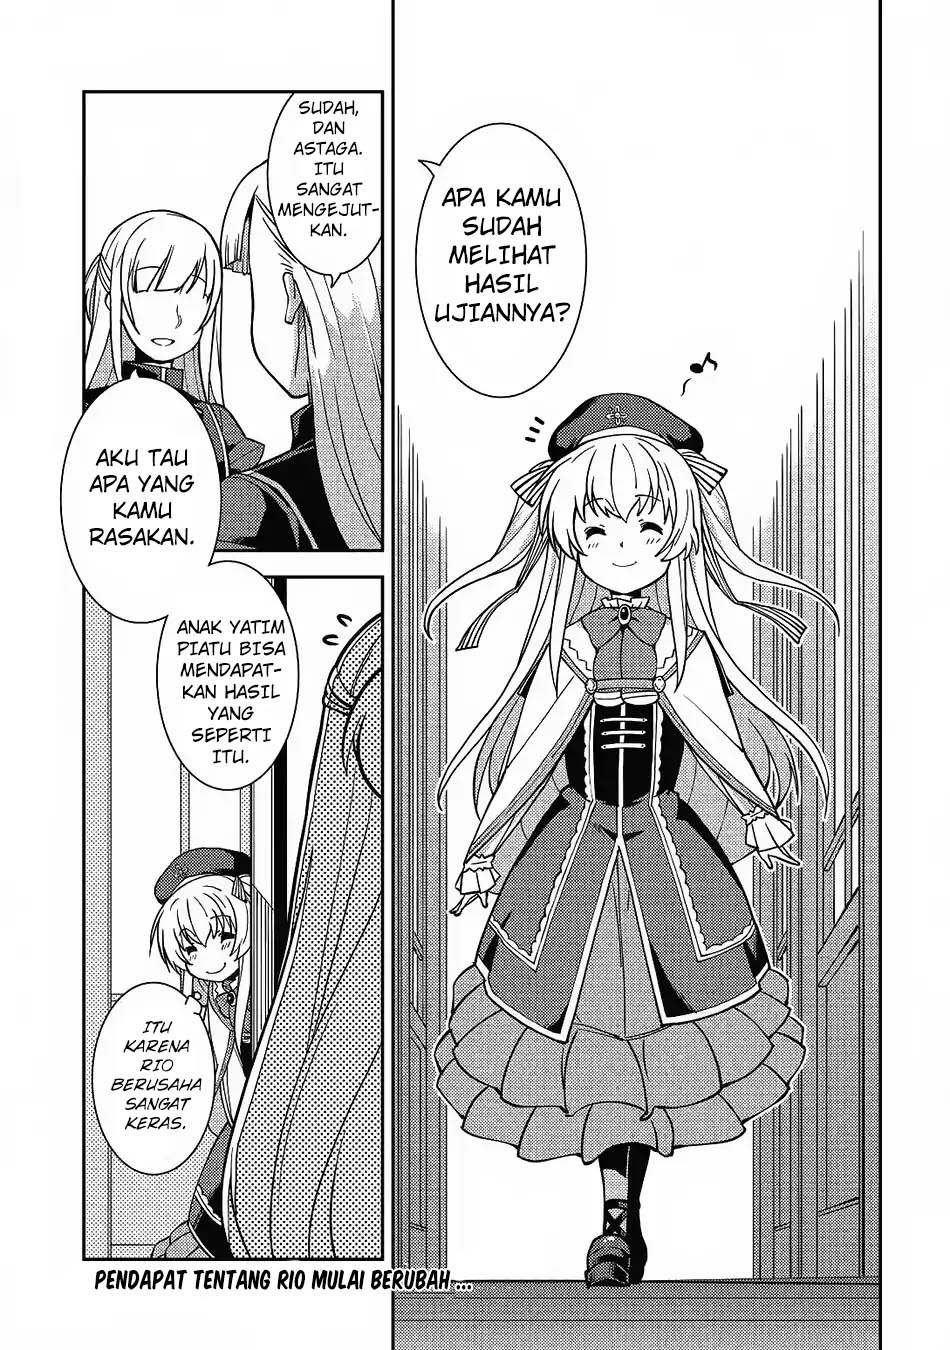 APA KAMU
SUDAH
MELIHAT
HASIL
UJIANNYA?
SUDAH,
DAN
ASTAGA.
ITU
SANGAT
MENGEJUT-
KAN.
AKU TAU
APA YANG
KAMU
RASAKAN.
ANAK YATIM
PIATU BISA
MENDAPAT-
KAN HASIL
YANG
SEPERTI
ITU.
ITU
KARENA
RIO
BERUSAHA
SANGAT
KERAS.
PENDAPAT TENTANG RIO MULAI BERUBAH ...